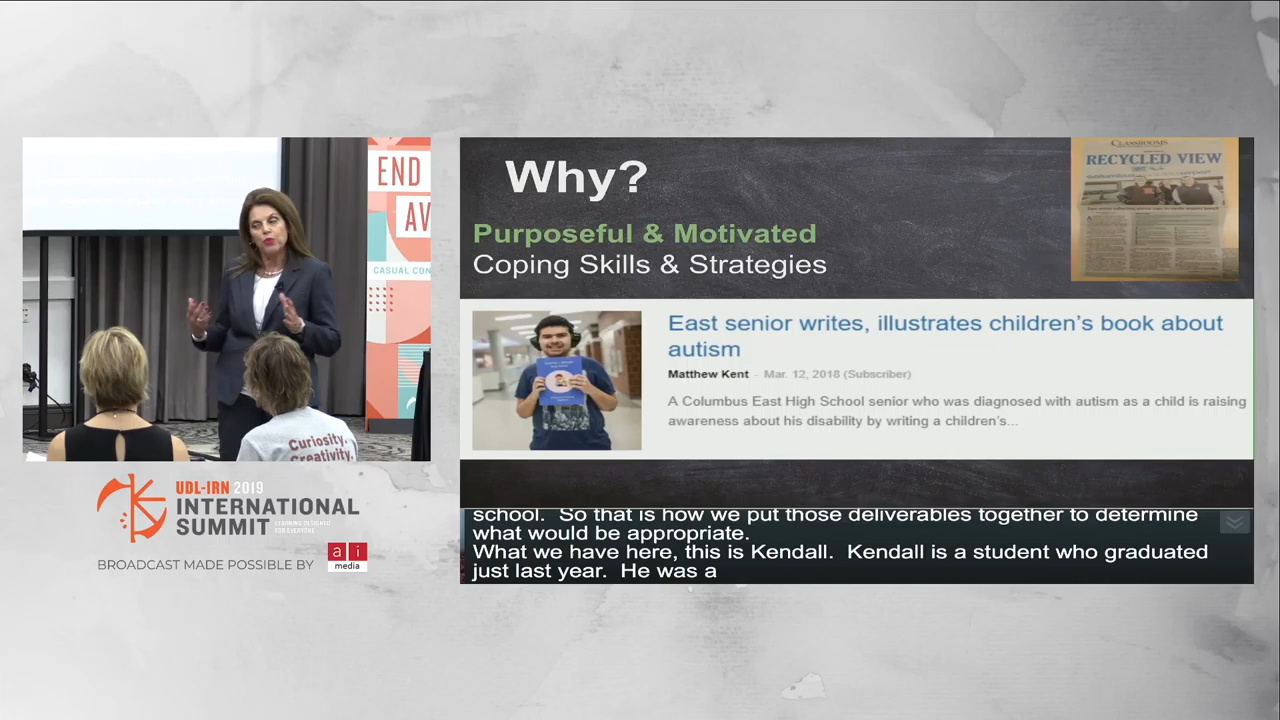 END
AV
CASUAL CON
Curiosity.
Creativity.
UDL-IRN 2019
INTERNATIONAL
SUMMIT
LEARNING DESIGNED
FOR EVERYONE
BROADCAST MADE POSSIBLE BY
ai
media
Why?
Purposeful & Motivated
Coping Skills & Strategies
CLASSROOMS
RECYCLED VIEW
East senior writes, illustrates children's book about
autism
Matthew Kent - Mar. 12, 2018 (Subscriber)
A Columbus East High School senior who was diagnosed with autism as a child is raising
awareness about his disability by writing a children's...
school. So that is how we put those deliverables together to determine
what would be appropriate.
What we have here, this is Kendall. Kendall is a student who graduated
just last year. He was a